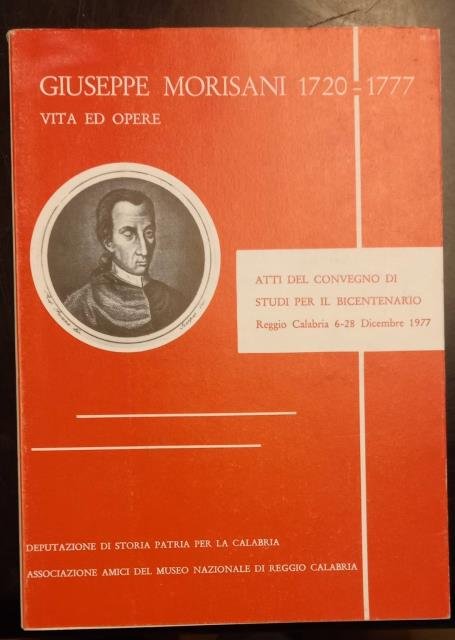 GIUSEPPE MORISANI 1720-1777
VITA ED OPERE
ATTI DEL CONVEGNO DI
STUDI PER IL BICENTENARIO
Reggio Calabria 6-28 Dicembre 1977
DEPUTAZIONE DI STORIA PATRIA PER LA CALABRIA
ASSOCIAZIONE AMICI DEL MUSEO NAZIONALE DI REGGIO CALABRIA